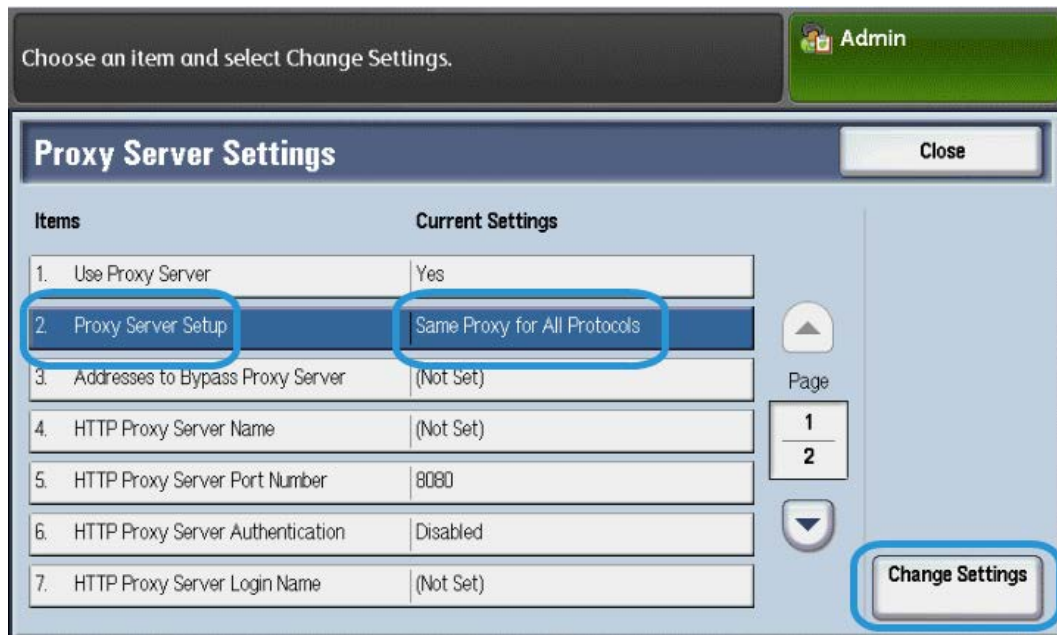 Choose an item and select Change Settings.
Admin
Proxy Server Settings
Close
Items Current Settings
1. Use Proxy Server Yes
2. Proxy Server Setup Same Proxy for All Protocols
3. Addresses to Bypass Proxy Server (Not Set)
4. HTTP Proxy Server Name (Not Set)
5. HTTP Proxy Server Port Number 8080
6. HTTP Proxy Server Authentication Disabled
7. HTTP Proxy Server Login Name (Not Set)
Page
1
2
Change Settings